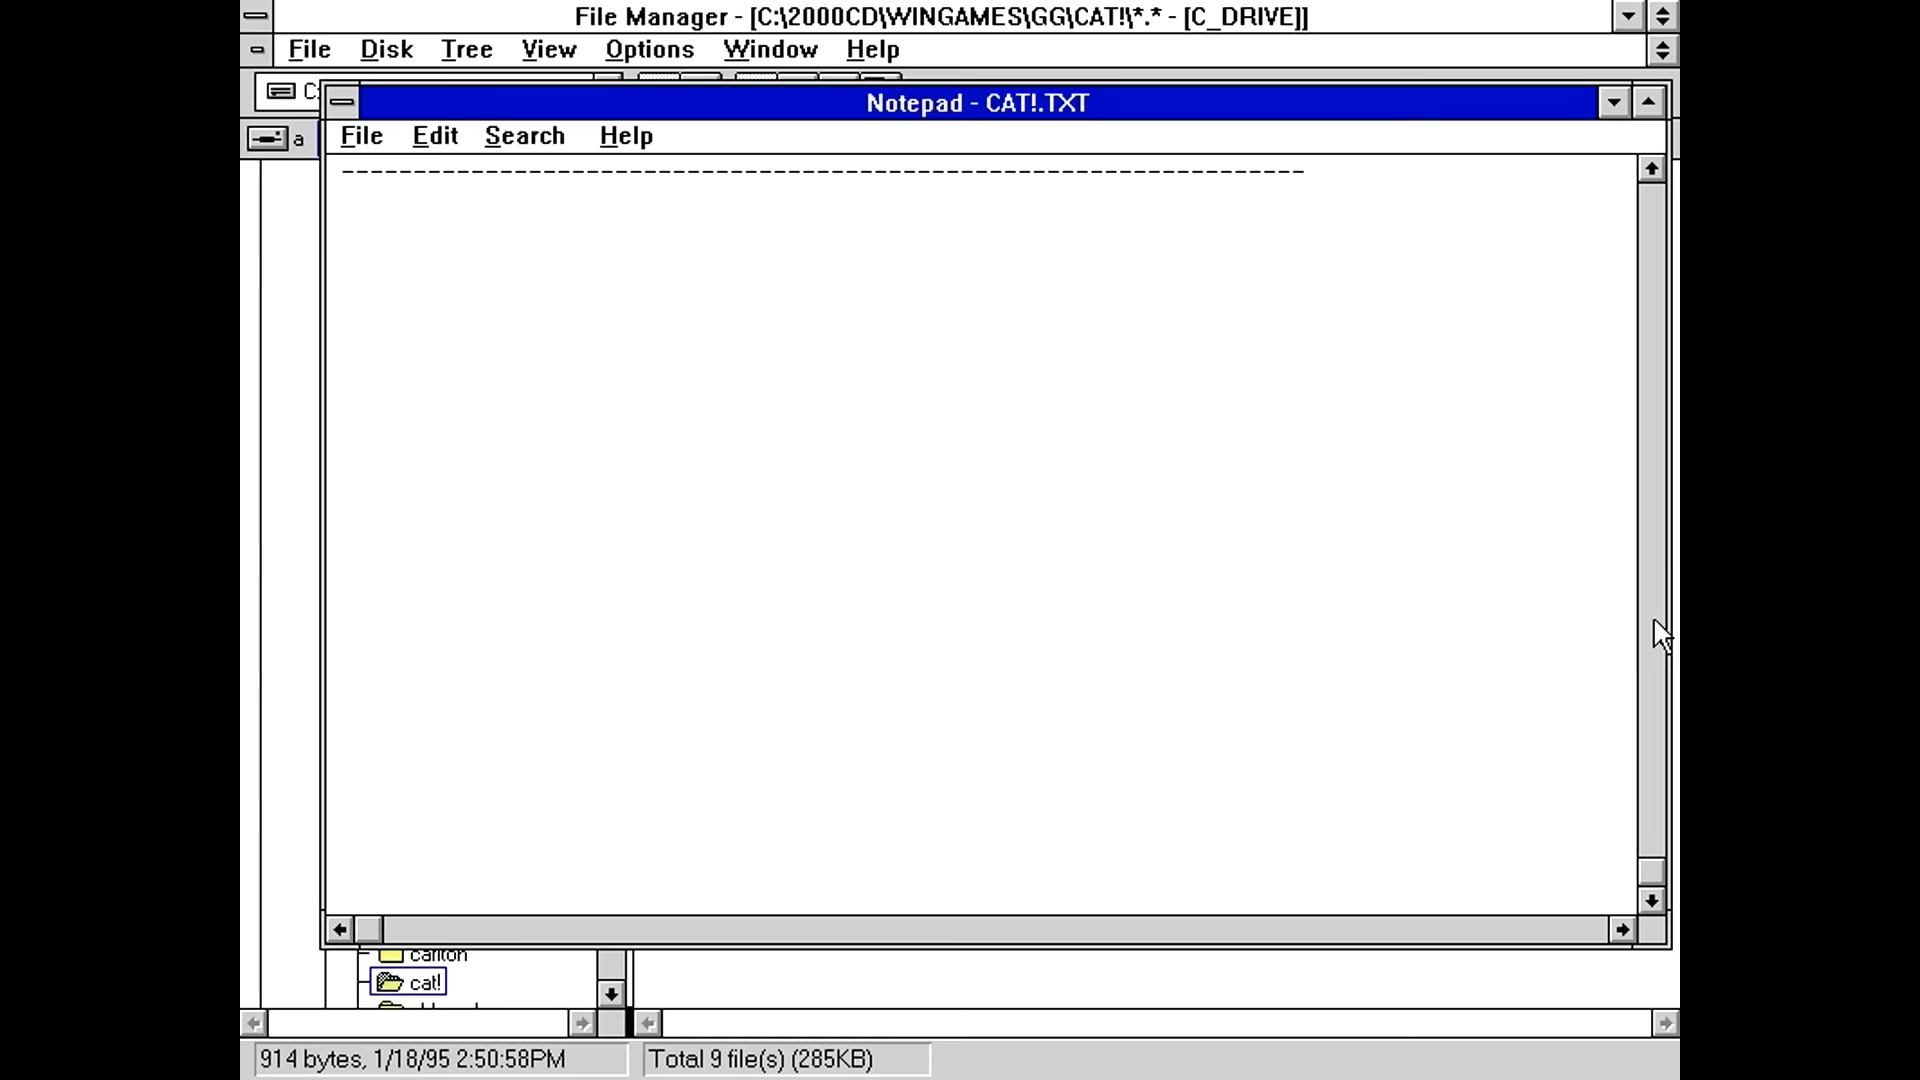 File Manager - [C:\2000CD\WINGAMES\GG\CAT!\*.* - [C_DRIVE]]
File Disk Tree View Options Window Help
C:
Notepad - CAT!.TXT
a
File Edit Search Help
-------------------------------------------------------------------
carlton
cat!
914 bytes, 1/18/95 2:50:58PM
Total 9 file(s) (285KB)